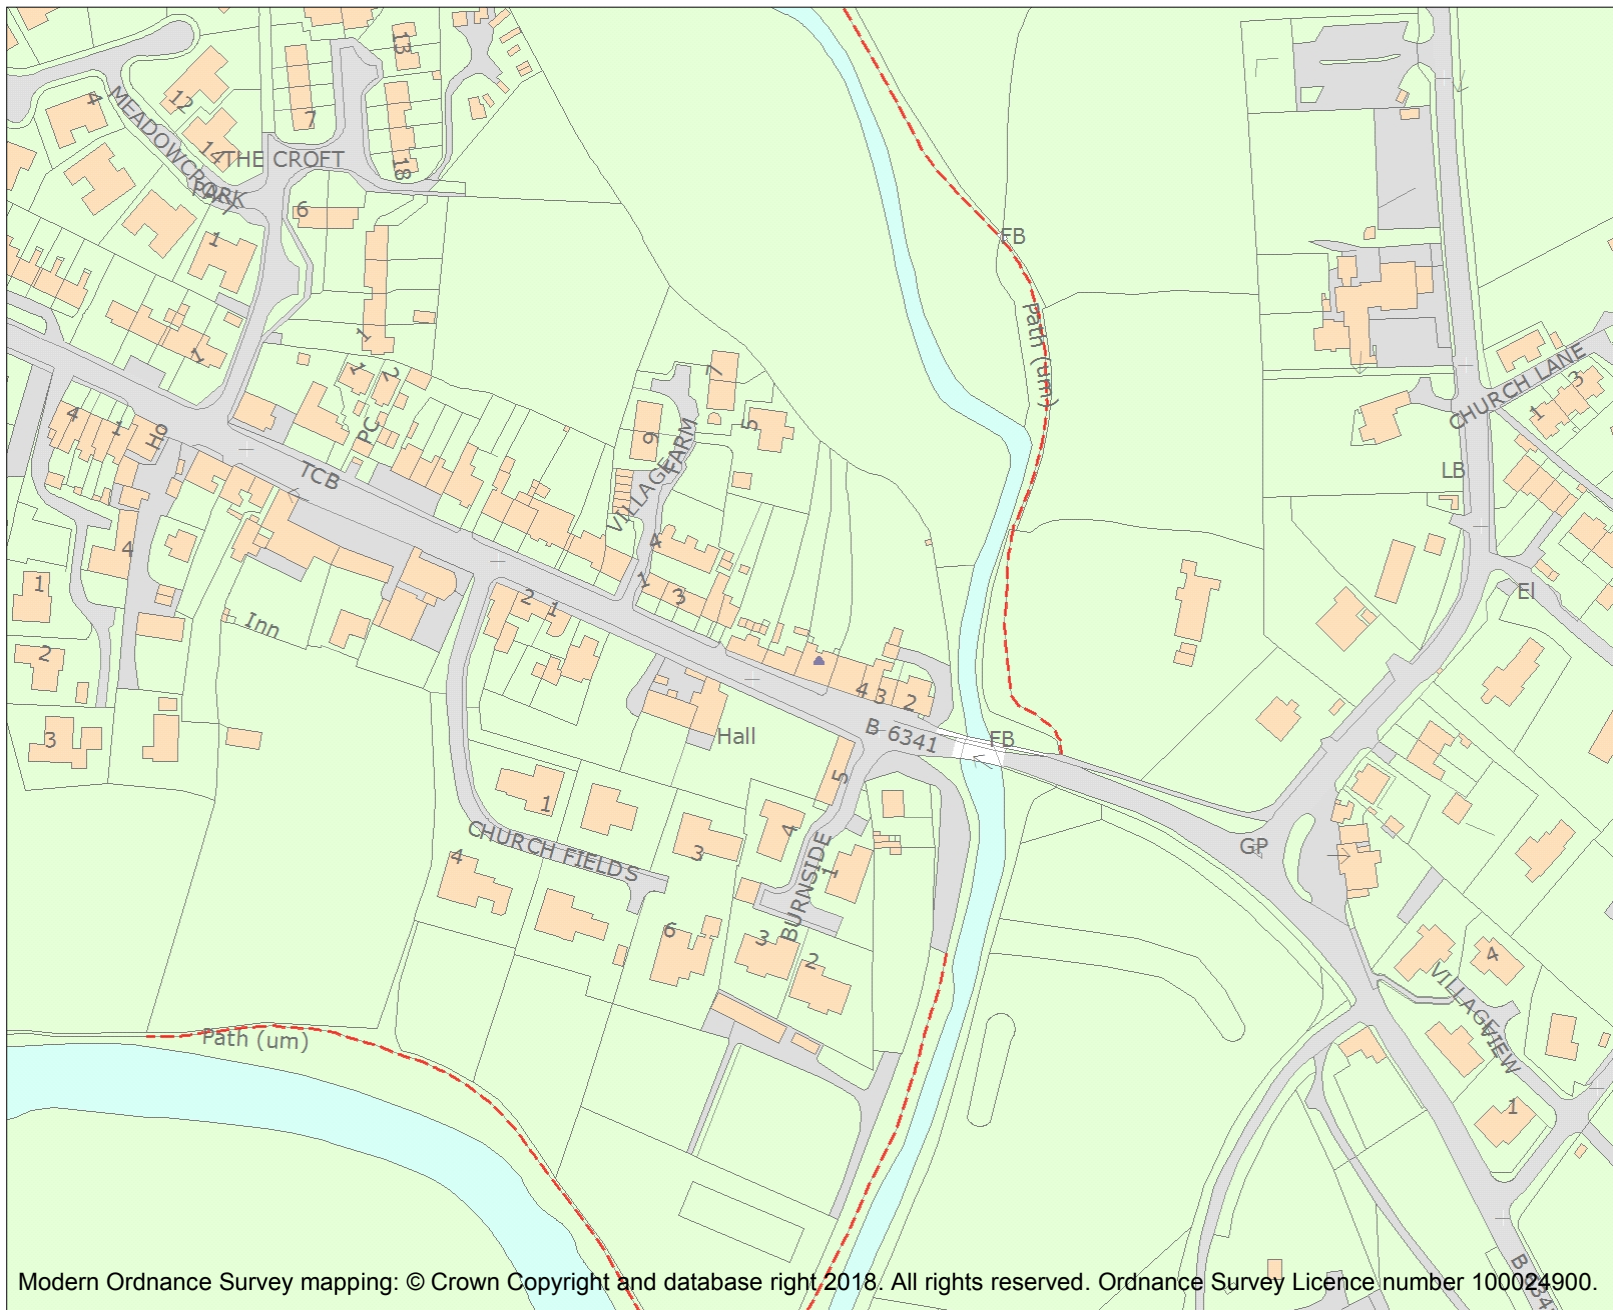 13
4
12
7
MEADOWCROFT
14
THE CROFT
18
PARK
6
1
FB
Path (um)
1
1
1
2
7
CHURCH LANE
3
1
4
1
Ho
PC
9
5
VILLAGE FARM
TCB
LB
4
4
1
1
3
2 1
El
Inn
2
3
4
3
2
Hall
B 6341
FB
5
1
CHURCH FIELDS
4
3
4
BURNSIDE
1
GP
6
3
2
4
VILLAGE VIEW
Path (um)
1
Modern Ordnance Survey mapping: © Crown Copyright and database right 2018. All rights reserved. Ordnance Survey Licence number 100024900.